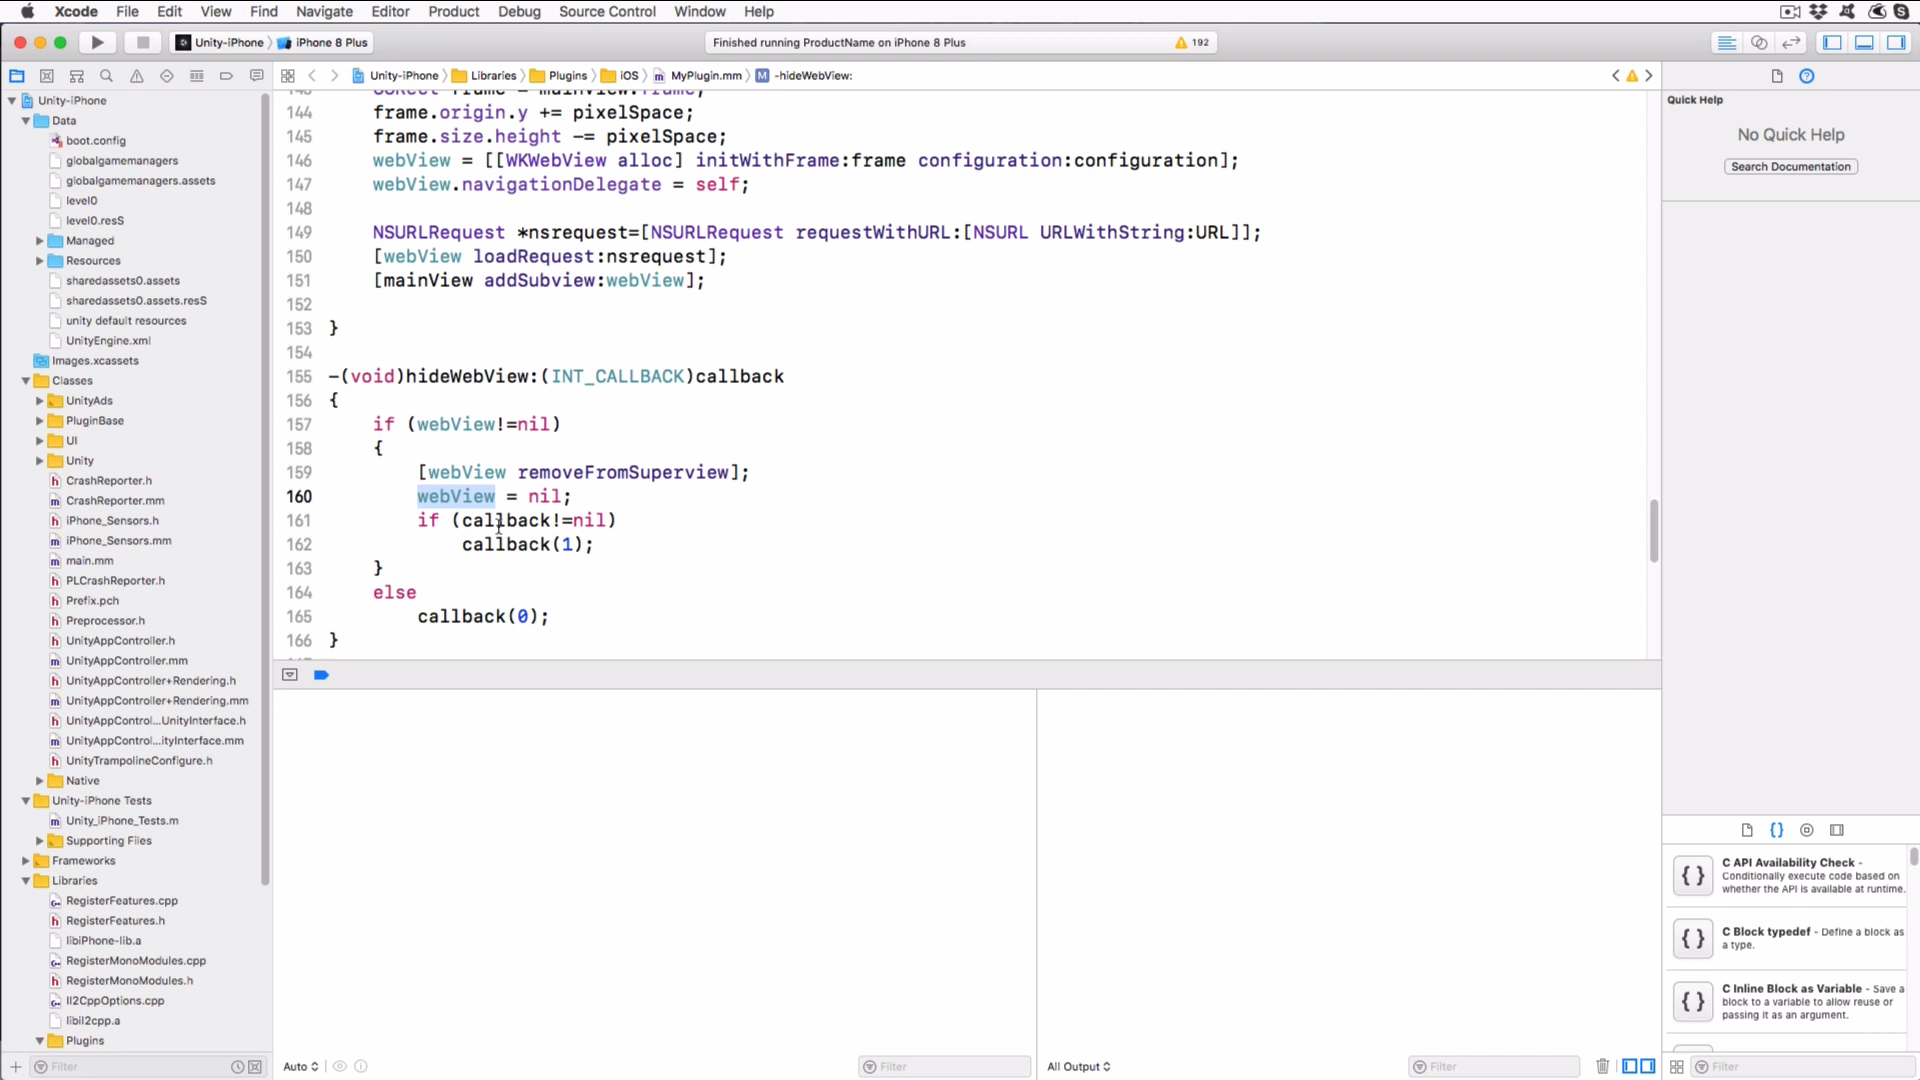 Xcode File Edit View Find Navigate Editor Product Debug Source Control Window Help
Unity-iPhone iPhone 8 Plus
Finished running ProductName on iPhone 8 Plus 192
Unity-iPhone Libraries Plugins iOS MyPlugin.mm -hideWebView:
Unity-iPhone
Data
boot.config
globalgamemanagers
globalgamemanagers.assets
level0
level0.resS
Managed
Resources
sharedassets0.assets
sharedassets0.assets.resS
unity default resources
UnityEngine.xml
Images.xcassets
Classes
UnityAds
PluginBase
UI
Unity
CrashReporter.h
CrashReporter.mm
iPhone_Sensors.h
iPhone_Sensors.mm
main.mm
PLCrashReporter.h
Prefix.pch
Preprocessor.h
UnityAppController.h
UnityAppController.mm
UnityAppController+Rendering.h
UnityAppController+Rendering.mm
UnityAppControl...UnityInterface.h
UnityAppControl...ityInterface.mm
UnityTrampolineConfigure.h
Native
Unity-iPhone Tests
Unity_iPhone_Tests.m
Supporting Files
Frameworks
Libraries
RegisterFeatures.cpp
RegisterFeatures.h
libiPhone-lib.a
RegisterMonoModules.cpp
RegisterMonoModules.h
Il2CppOptions.cpp
libil2cpp.a
Plugins
Filter
144 frame.origin.y += pixelSpace;
145 frame.size.height -= pixelSpace;
146 webView = [[WKWebView alloc] initWithFrame:frame configuration:configuration];
147 webView.navigationDelegate = self;
148
149 NSURLRequest *nsrequest=[NSURLRequest requestWithURL:[NSURL URLWithString:URL]];
150 [webView loadRequest:nsrequest];
151 [mainView addSubview:webView];
152
153 }
154
155 -(void)hideWebView:(INT_CALLBACK)callback
156 {
157 if (webView!=nil)
158 {
159 [webView removeFromSuperview];
160 webView = nil;
161 if (callback!=nil)
162 callback(1);
163 }
164 else
165 callback(0);
166 }
Auto Filter
All Output Filter
Quick Help
No Quick Help
Search Documentation
C API Availability Check -
Conditionally execute code based on
whether the API is available at runtime.
C Block typedef - Define a block as
a type.
C Inline Block as Variable - Save a
block to a variable to allow reuse or
passing it as an argument.
Filter